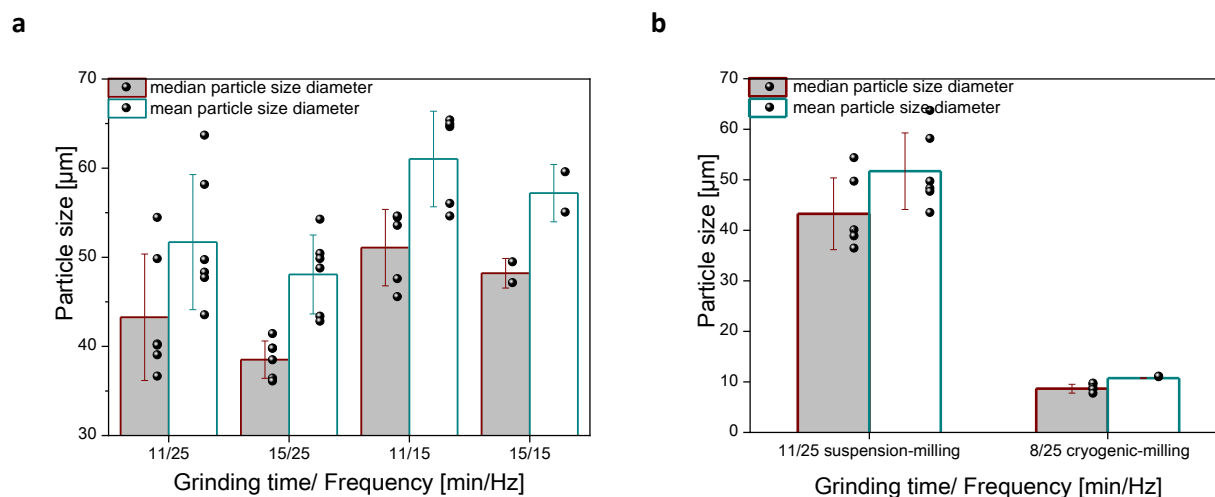 a
70
60
50
40
30
Particle size [µm]
median particle size diameter
mean particle size diameter
11/25
15/25
11/15
15/15
Grinding time/ Frequency [min/Hz]
b
70
60
50
40
30
20
10
0
Particle size [µm]
median particle size diameter
mean particle size diameter
11/25 suspension-milling
8/25 cryogenic-milling
Grinding time/ Frequency [min/Hz]